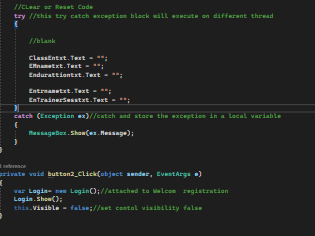 //CLear or Reset Code
try //this try catch exception block will execute on different thread
{
//blank
ClassEntxt.Text = "";
EMnametxt.Text = "";
Endurattiontxt.Text = "";
Entrnametxt.Text = "";
EnTrainerSesstxt.Text = "";
}
catch (Exception ex)//catch and store the exception in a local variable
{
MessageBox.Show(ex.Message);
}
}
1 reference
private void button2_Click(object sender, EventArgs e)
{
var Login= new Login();//attached to Welcom registration
Login.Show();
this.Visible = false;//set contol visibility false
}